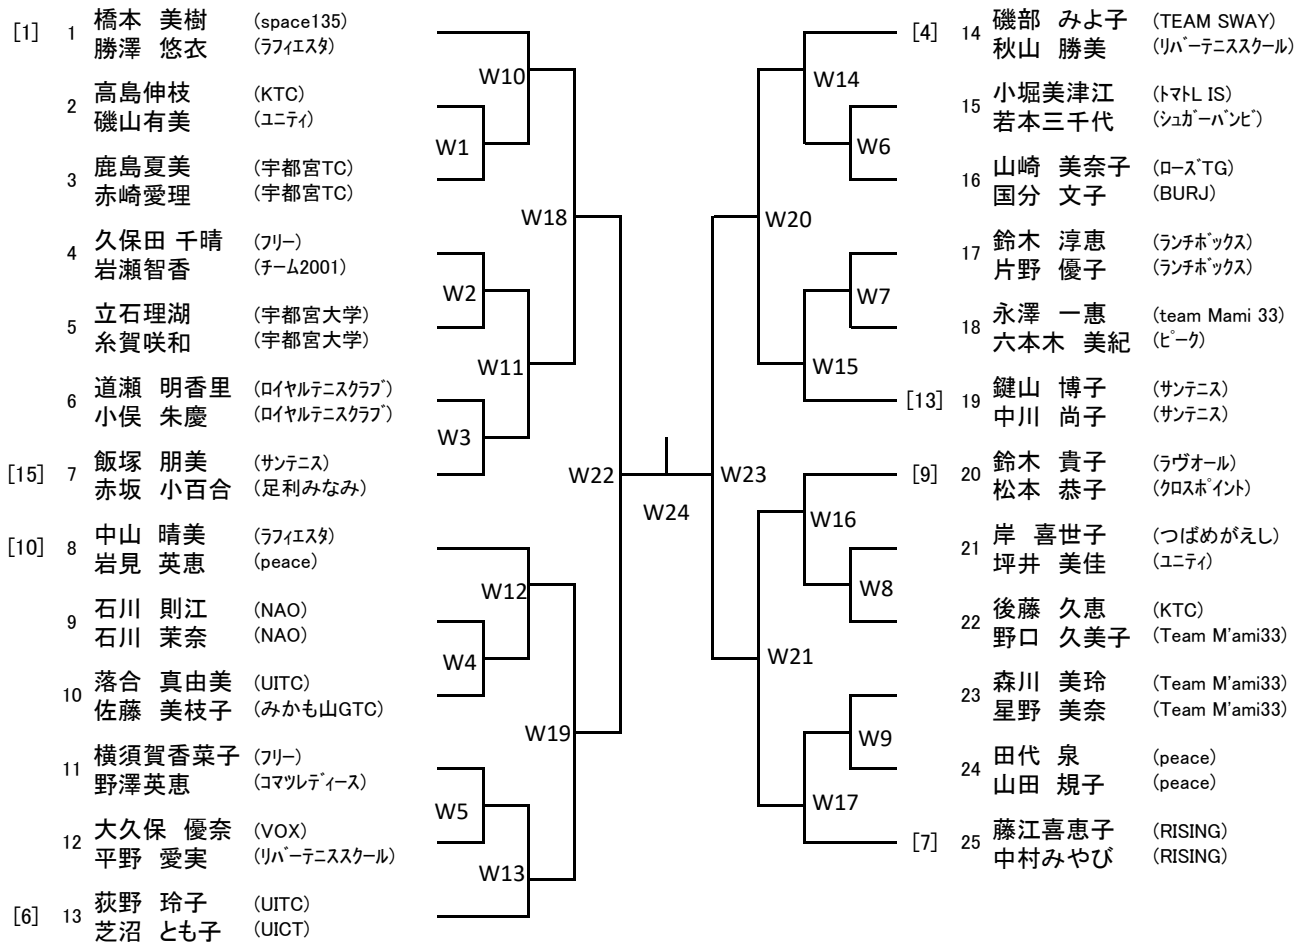 [1] 1 橋本 美樹 (space135)
勝澤 悠衣 (ラフィエスタ)
2 高島伸枝 (KTC)
磯山有美 (ユニティ)
3 鹿島夏美 (宇都宮TC)
赤崎愛理 (宇都宮TC)
4 久保田 千晴 (フリー)
岩瀬智香 (チーム2001)
5 立石理湖 (宇都宮大学)
糸賀咲和 (宇都宮大学)
6 道瀬 明香里 (ロイヤルテニスクラブ)
小俣 朱慶 (ロイヤルテニスクラブ)
[15] 7 飯塚 朋美 (サンテニス)
赤坂 小百合 (足利みなみ)
[10] 8 中山 晴美 (ラフィエスタ)
岩見 英恵 (peace)
9 石川 則江 (NAO)
石川 茉奈 (NAO)
10 落合 真由美 (UITC)
佐藤 美枝子 (みかも山GTC)
11 横須賀香菜子 (フリー)
野澤英恵 (コマツレディース)
12 大久保 優奈 (VOX)
平野 愛実 (リバーテニススクール)
[6] 13 荻野 玲子 (UITC)
芝沼 とも子 (UICT)
W10
W1
W18
W2
W11
W3
W22
W12
W4
W19
W5
W13
W24
W14
W6
W20
W7
W15
W23
W16
W8
W21
W9
W17
[4] 14 磯部 みよ子 (TEAM SWAY)
秋山 勝美 (リバーテニススクール)
15 小堀美津江 (トマトL IS)
若本三千代 (シュガーバンビ)
16 山崎 美奈子 (ローズTG)
国分 文子 (BURJ)
17 鈴木 淳恵 (ランチボックス)
片野 優子 (ランチボックス)
18 永澤 一惠 (team Mami 33)
六本木 美紀 (ピーク)
[13] 19 鍵山 博子 (サンテニス)
中川 尚子 (サンテニス)
[9] 20 鈴木 貴子 (ラヴオール)
松本 恭子 (クロスポイント)
21 岸 喜世子 (つばめがえし)
坪井 美佳 (ユニティ)
22 後藤 久恵 (KTC)
野口 久美子 (Team M'ami33)
23 森川 美玲 (Team M'ami33)
星野 美奈 (Team M'ami33)
24 田代 泉 (peace)
山田 規子 (peace)
[7] 25 藤江喜恵子 (RISING)
中村みやび (RISING)